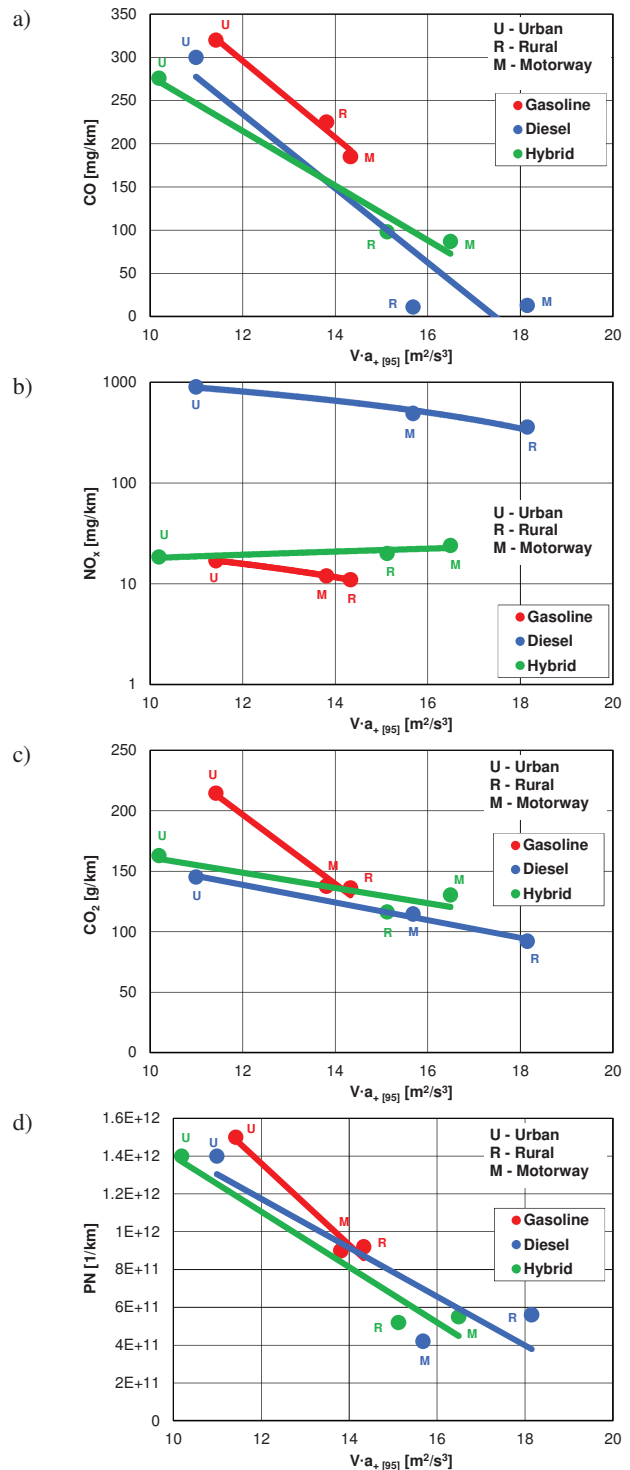 a)
350
300
250
200
150
100
50
0
CO [mg/km]
U
U
U
R
M
R
M
R
M
U - Urban
R - Rural
M - Motorway
Gasoline
Diesel
Hybrid
10 12 14 16 18 20
V·a+ [95] [m²/s³]
b)
1000
100
10
1
NOx [mg/km]
U
M
R
U
U
M
R
R
M
U - Urban
R - Rural
M - Motorway
Gasoline
Diesel
Hybrid
10 12 14 16 18 20
V·a+ [95] [m²/s³]
c)
250
200
150
100
50
0
CO2 [g/km]
U
U
U
M
R
M
R
M
R
U - Urban
R - Rural
M - Motorway
Gasoline
Diesel
Hybrid
10 12 14 16 18 20
V·a+ [95] [m²/s³]
d)
1.6E+12
1.4E+12
1.2E+12
1E+12
8E+11
6E+11
4E+11
2E+11
0
PN [1/km]
U
U
U
M
R
R
M
M
R
U - Urban
R - Rural
M - Motorway
Gasoline
Diesel
Hybrid
10 12 14 16 18 20
V·a+ [95] [m²/s³]